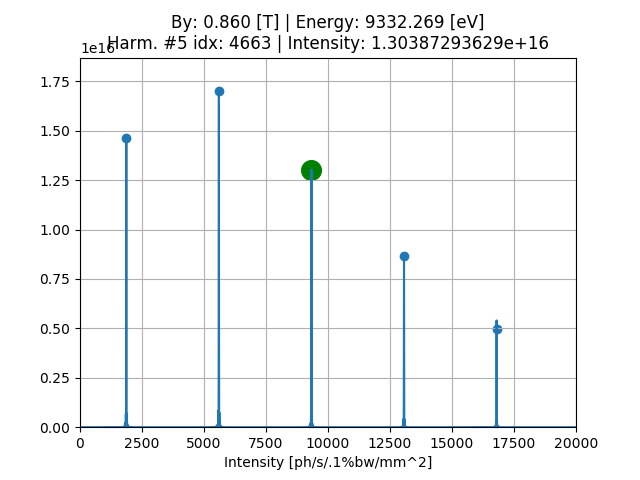 By: 0.860 [T] | Energy: 9332.269 [eV]
Harm. #5 idx: 4663 | Intensity: 1.30387293629e+16
1e16
1.75
1.50
1.25
1.00
0.75
0.50
0.25
0.00
0 2500 5000 7500 10000 12500 15000 17500 20000
Intensity [ph/s/.1%bw/mm^2]